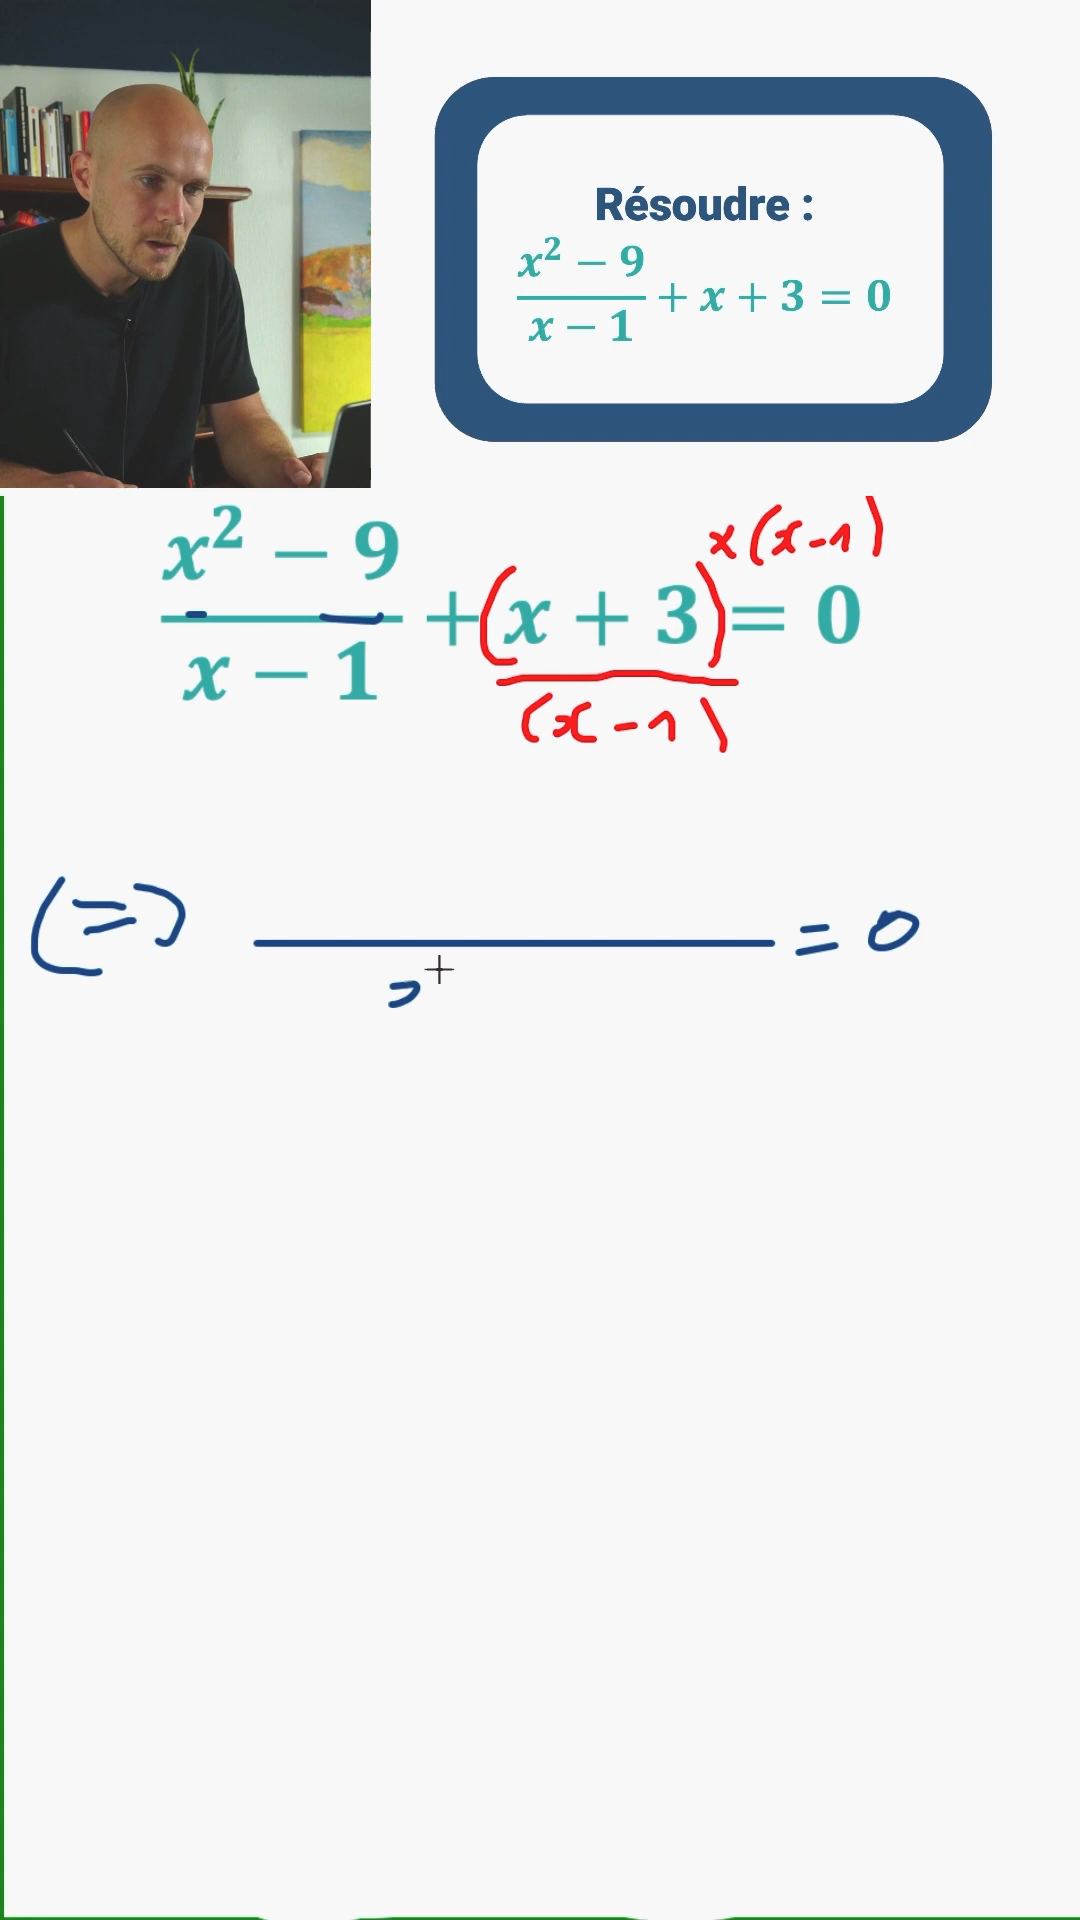 Résoudre :
x² − 9
x − 1
+ x + 3 = 0
x² − 9
x − 1
+ (x + 3) x(x-1) = 0
(x-1)
(=)
= 0